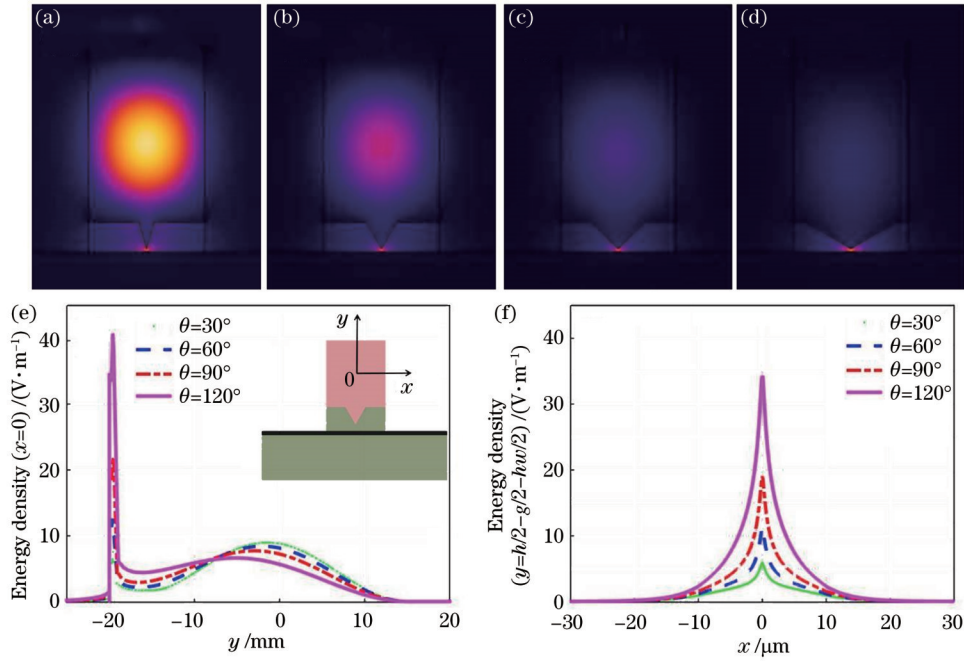 (a)
(b)
(c)
(d)
(e)
Energy density (x=0) /(V·m⁻¹)
40
30
20
10
0
θ=30°
θ=60°
θ=90°
θ=120°
y
0
x
−20
−10
0
10
20
y /mm
(f)
Energy density
(y=h/2−g/2−hw/2) /(V·m⁻¹)
40
30
20
10
0
θ=30°
θ=60°
θ=90°
θ=120°
−30
−20
−10
0
10
20
30
x /μm